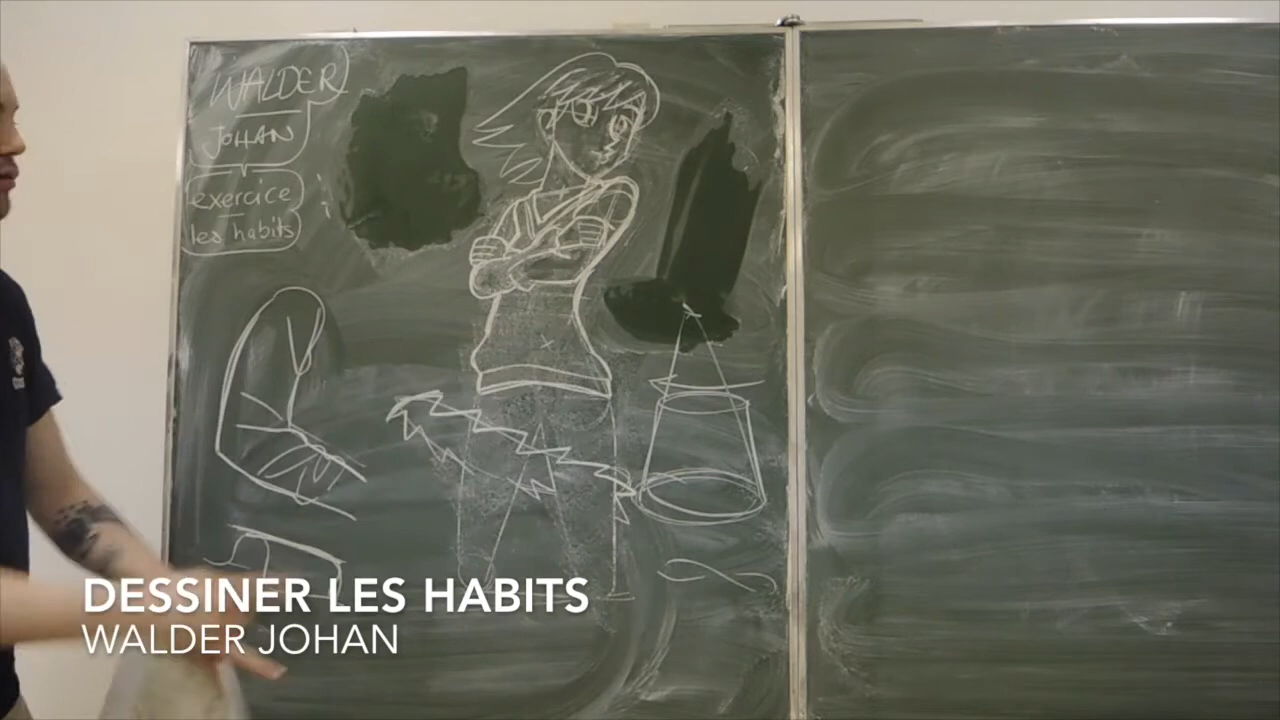 WALDER
JOHAN
exercice :
les habits
DESSINER LES HABITS
WALDER JOHAN